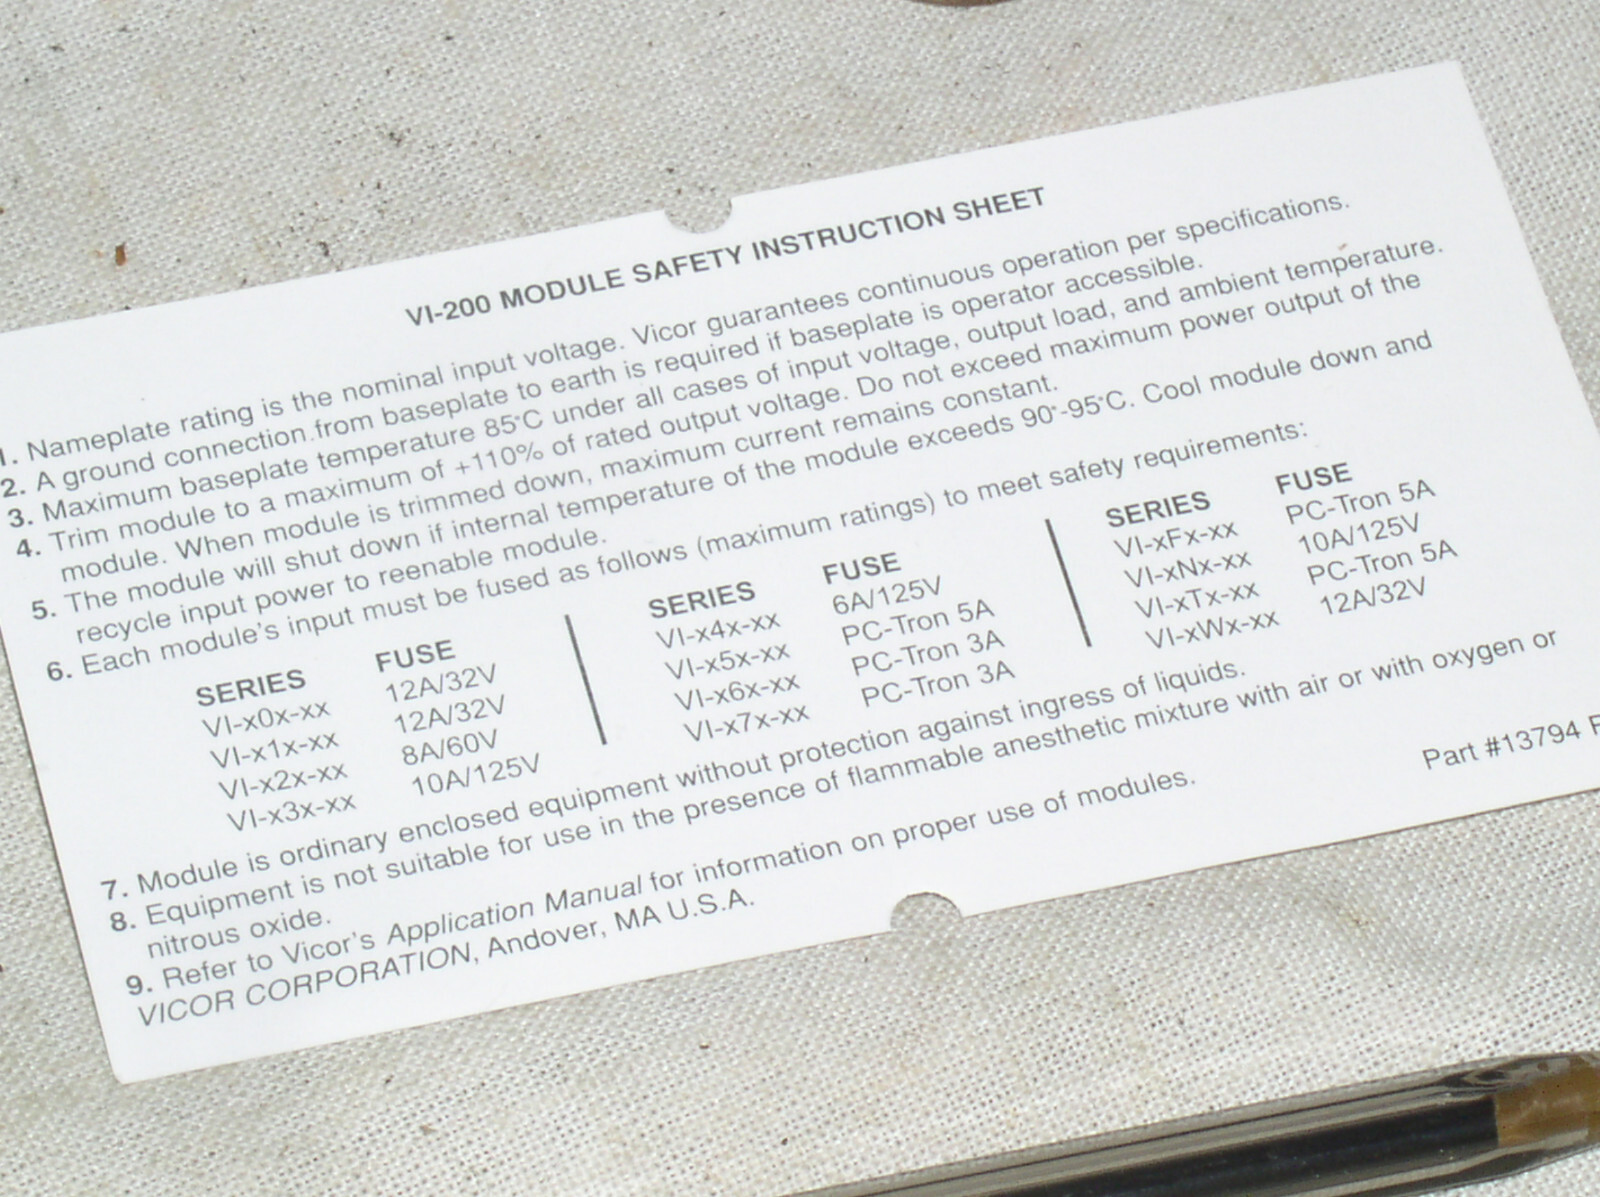 VI-200 MODULE SAFETY INSTRUCTION SHEET
1. Nameplate rating is the nominal input voltage. Vicor guarantees continuous operation per specifications.
2. A ground connection from baseplate to earth is required if baseplate is operator accessible.
3. Maximum baseplate temperature 85°C under all cases of input voltage, output load, and ambient temperature.
4. Trim module to a maximum of +110% of rated output voltage. Do not exceed maximum power output of the
module. When module is trimmed down, maximum current remains constant.
5. The module will shut down if internal temperature of the module exceeds 90°-95°C. Cool module down and
recycle input power to reenable module.
6. Each module's input must be fused as follows (maximum ratings) to meet safety requirements:
SERIES FUSE
VI-x0x-xx 12A/32V
VI-x1x-xx 12A/32V
VI-x2x-xx 8A/60V
VI-x3x-xx 10A/125V
SERIES FUSE
VI-x4x-xx 6A/125V
VI-x5x-xx PC-Tron 5A
VI-x6x-xx PC-Tron 3A
VI-x7x-xx PC-Tron 3A
SERIES FUSE
VI-xFx-xx PC-Tron 5A
VI-xNx-xx 10A/125V
VI-xTx-xx PC-Tron 5A
VI-xWx-xx 12A/32V
7. Module is ordinary enclosed equipment without protection against ingress of liquids.
8. Equipment is not suitable for use in the presence of flammable anesthetic mixture with air or with oxygen or
nitrous oxide.
9. Refer to Vicor's Application Manual for information on proper use of modules.
VICOR CORPORATION, Andover, MA U.S.A.
Part #13794